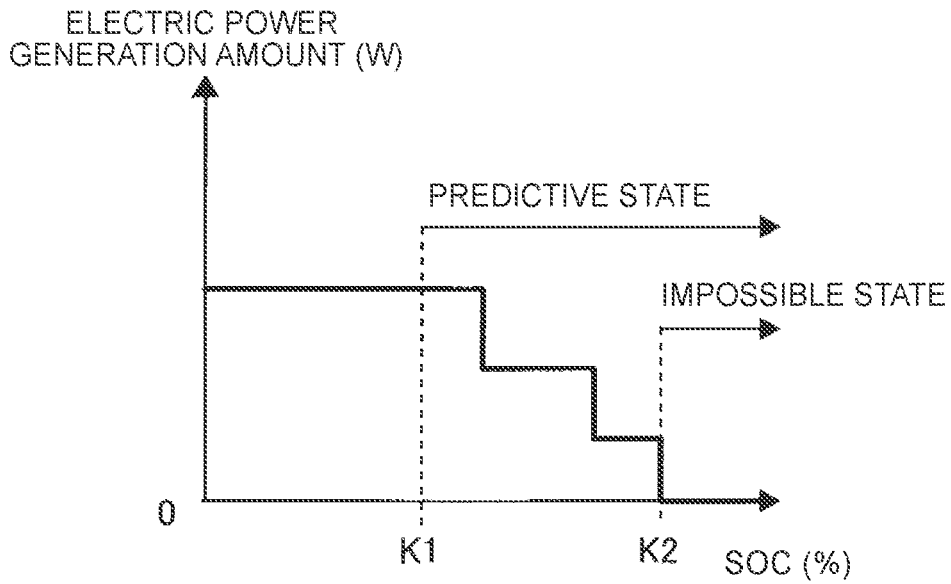 ELECTRIC POWER
GENERATION AMOUNT (W)
PREDICTIVE STATE
IMPOSSIBLE STATE
0
K1
K2
SOC (%)